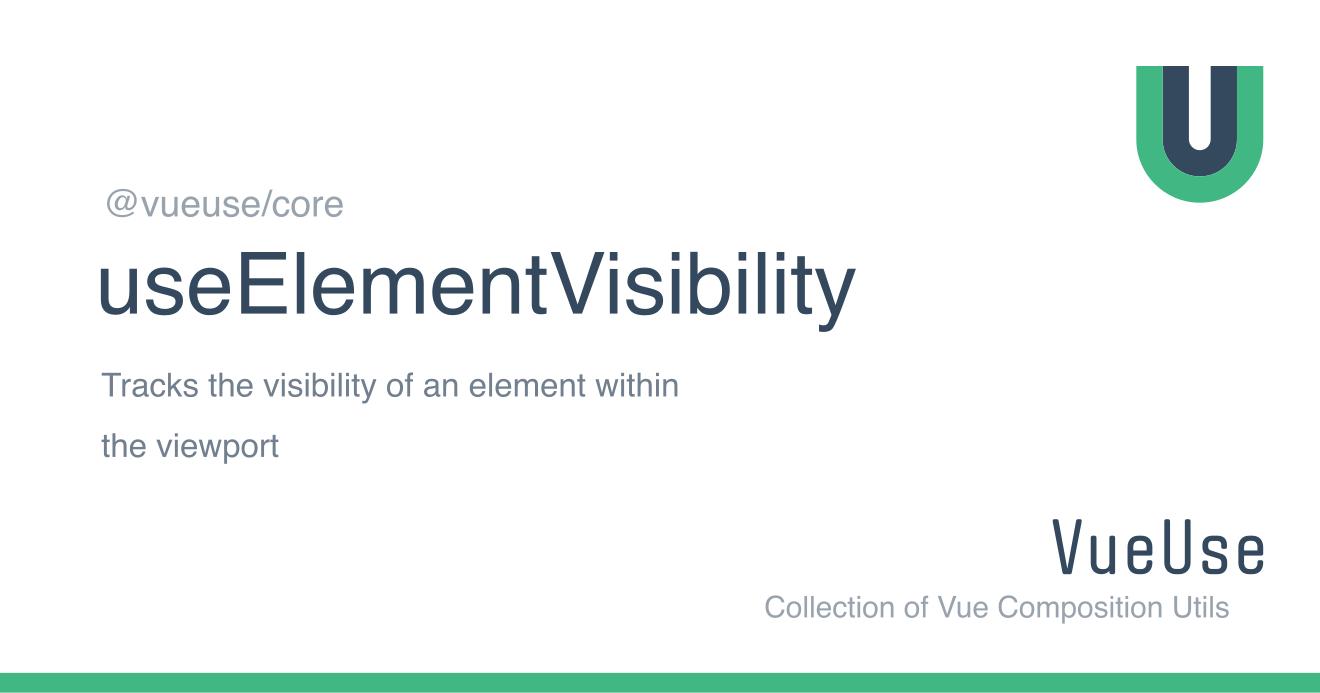 @vueuse/core
useElementVisibility
Tracks the visibility of an element within
the viewport
VueUse
Collection of Vue Composition Utils